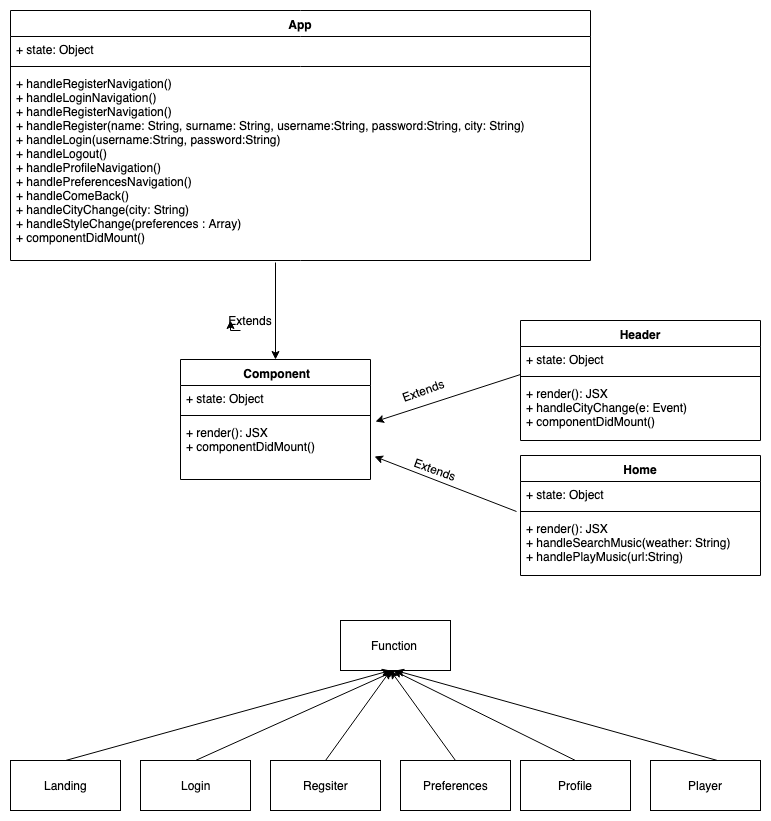 App
+ state: Object
+ handleRegisterNavigation()
+ handleLoginNavigation()
+ handleRegisterNavigation()
+ handleRegister(name: String, surname: String, username:String, password:String, city: String)
+ handleLogin(username:String, password:String)
+ handleLogout()
+ handleProfileNavigation()
+ handlePreferencesNavigation()
+ handleComeBack()
+ handleCityChange(city: String)
+ handleStyleChange(preferences : Array)
+ componentDidMount()
Extends
Component
+ state: Object
+ render(): JSX
+ componentDidMount()
Extends
Header
+ state: Object
+ render(): JSX
+ handleCityChange(e: Event)
+ componentDidMount()
Extends
Home
+ state: Object
+ render(): JSX
+ handleSearchMusic(weather: String)
+ handlePlayMusic(url:String)
Function
Landing
Login
Regsiter
Preferences
Profile
Player